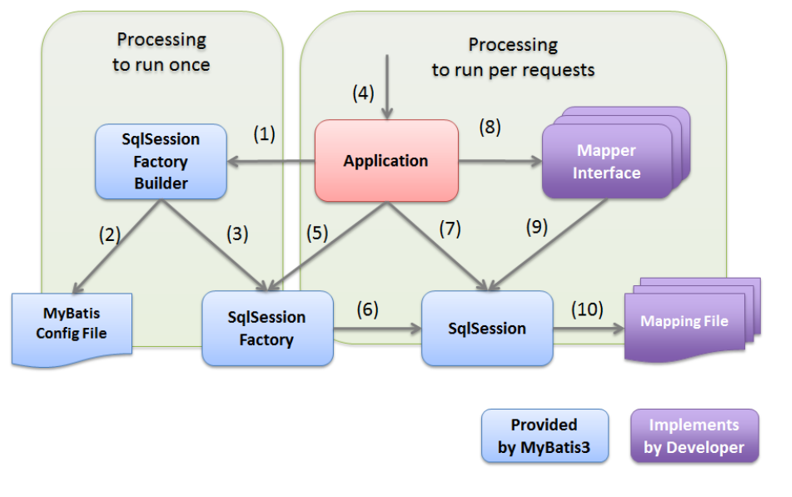 Processing
to run once
Processing
to run per requests
(4)
(1)
(8)
SqlSession
Factory
Builder
Application
Mapper
Interface
(2)
(3)
(5)
(7)
(9)
MyBatis
Config File
SqlSession
Factory
(6)
SqlSession
(10)
Mapping File
Provided
by MyBatis3
Implements
by Developer